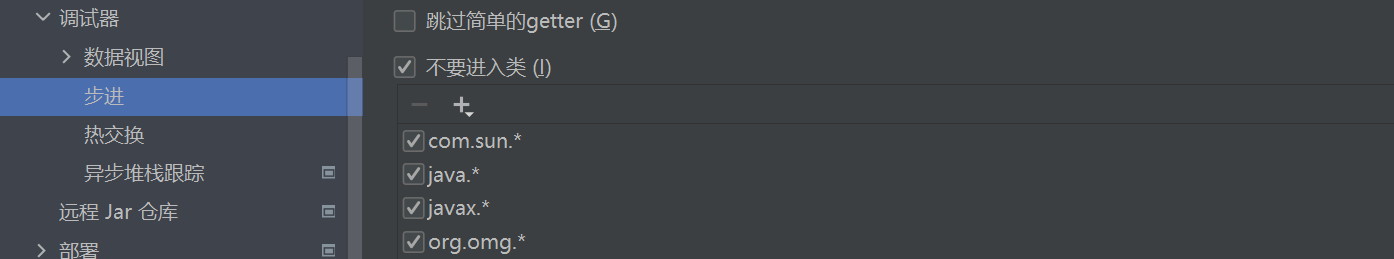 调试器
数据视图
步进
热交换
异步堆栈跟踪
远程 Jar 仓库
部署
跳过简单的getter (G)
不要进入类 (I)
com.sun.*
java.*
javax.*
org.omg.*